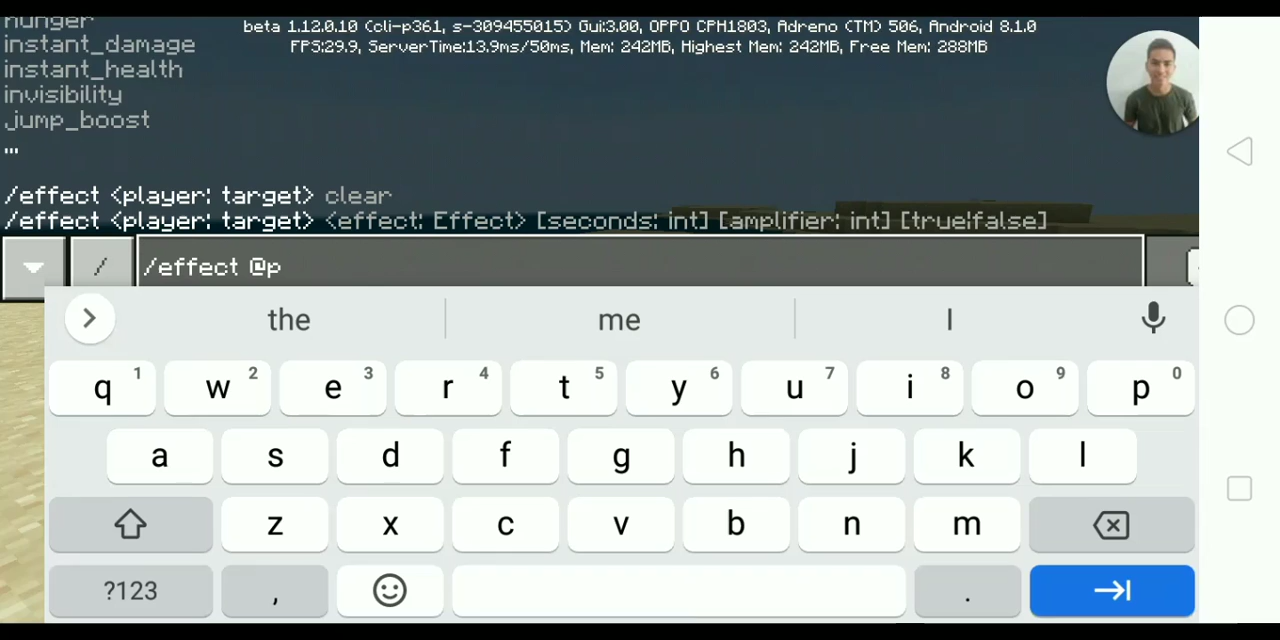 hunger
beta 1.12.0.10 (cli-p361, s-309455015) Gui:3.00, OPPO CPH1803, Adreno (TM) 506, Android 8.1.0
instant_damage
FPS:29.9, ServerTime:13.9ms/50ms, Mem: 242MB, Highest Mem: 242MB, Free Mem: 288MB
instant_health
invisibility
jump_boost
...
/effect <player: target> clear
/effect <player: target> <effect: Effect> [seconds: int] [amplifier: int] [true|false]
/ /effect @p
the me I
q 1 w 2 e 3 r 4 t 5 y 6 u 7 i 8 o 9 p 0
a s d f g h j k l
z x c v b n m
?123 , .